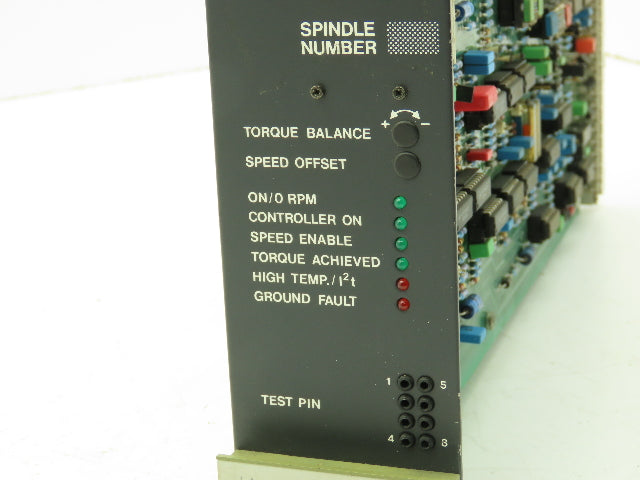 SPINDLE
NUMBER
+ −
TORQUE BALANCE
SPEED OFFSET
ON/0 RPM
CONTROLLER ON
SPEED ENABLE
TORQUE ACHIEVED
HIGH TEMP./I²t
GROUND FAULT
1 5
TEST PIN
4 3